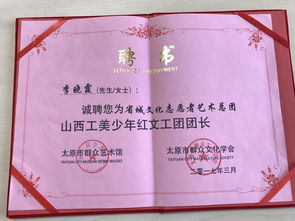 聘书
李晓霞(先生/女士):
诚聘您为省城文化志愿者艺术总团
山西工美少年红文工团团长
太原市群众艺术馆 太原市群众文化学会
二〇一七年三月